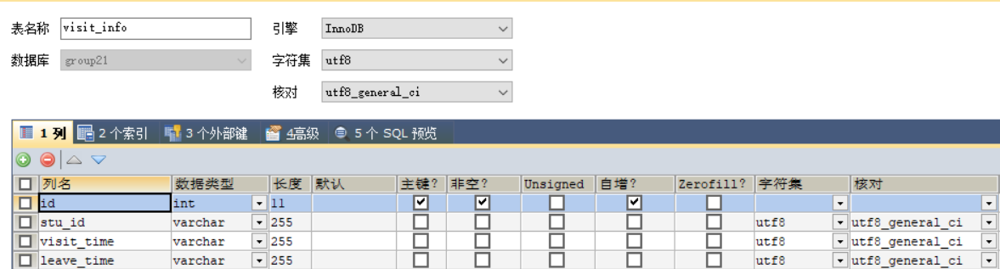 表名称 visit_info 引擎 InnoDB
数据库 group21 字符集 utf8
核对 utf8_general_ci
1 列 2 个索引 3 个外部键 4高级 5 个 SQL 预览
列名 数据类型 长度 默认 主键? 非空? Unsigned 自增? Zerofill? 字符集 核对
id int 11
stu_id varchar 255 utf8 utf8_general_ci
visit_time varchar 255 utf8 utf8_general_ci
leave_time varchar 255 utf8 utf8_general_ci